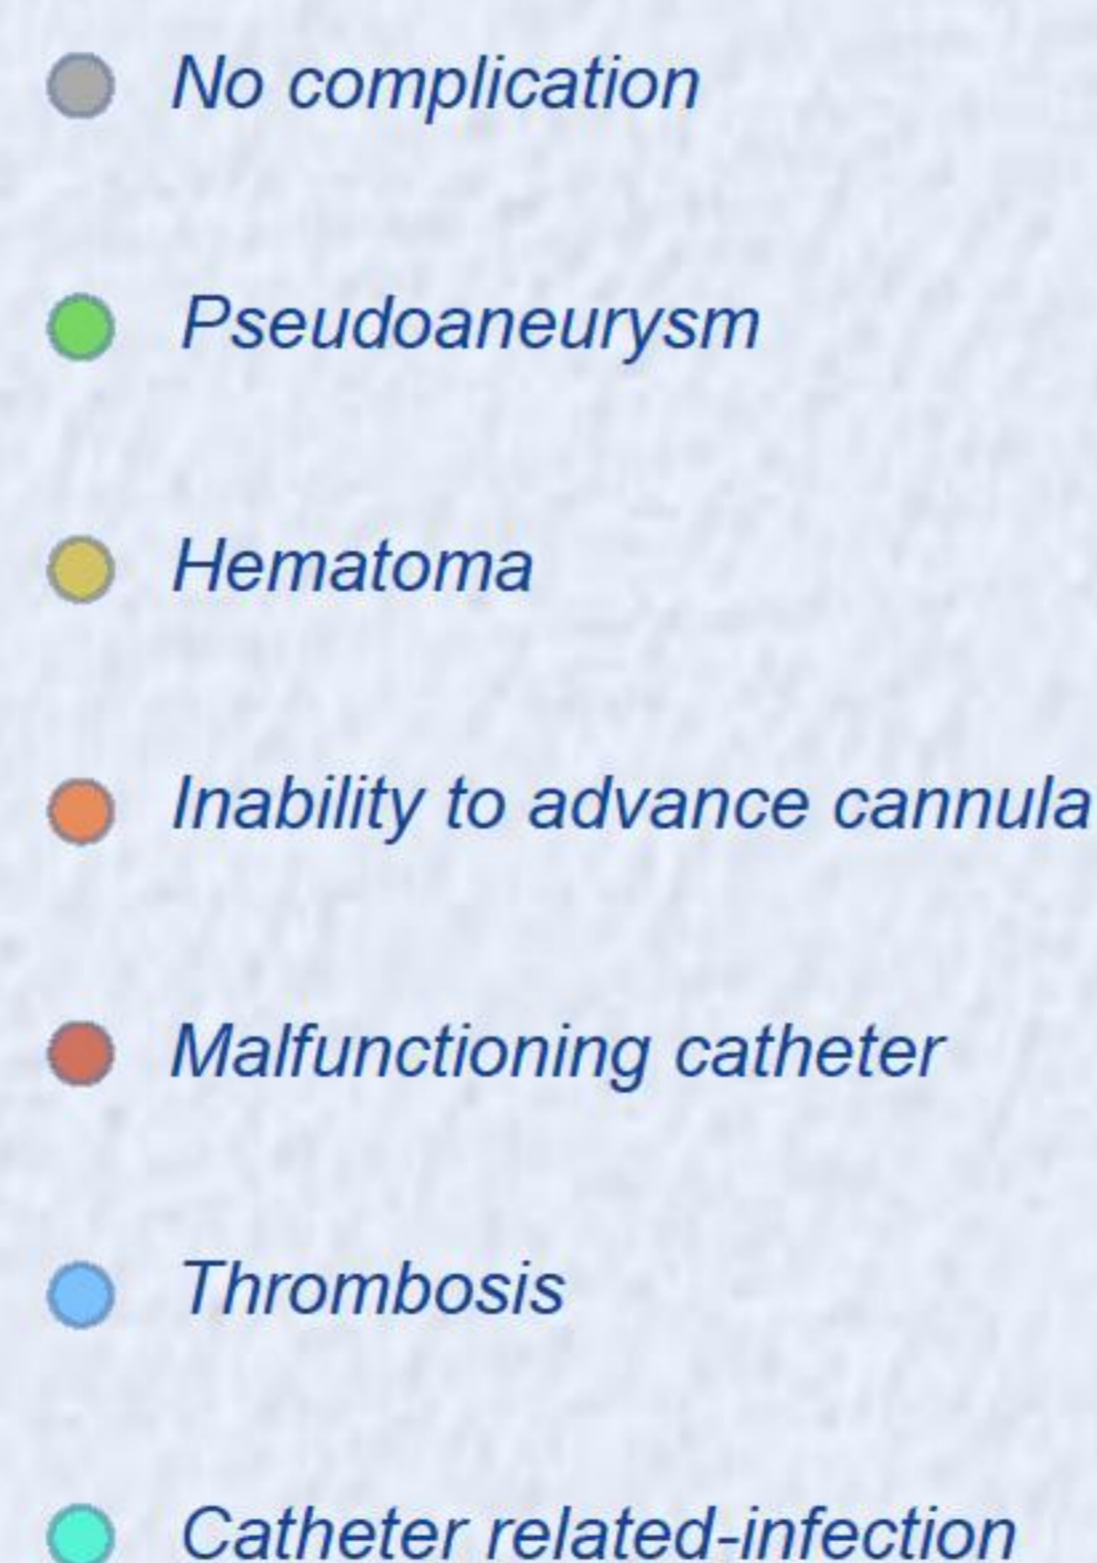 No complication
Pseudoaneurysm
Hematoma
Inability to advance cannula
Malfunctioning catheter
Thrombosis
Catheter related-infection